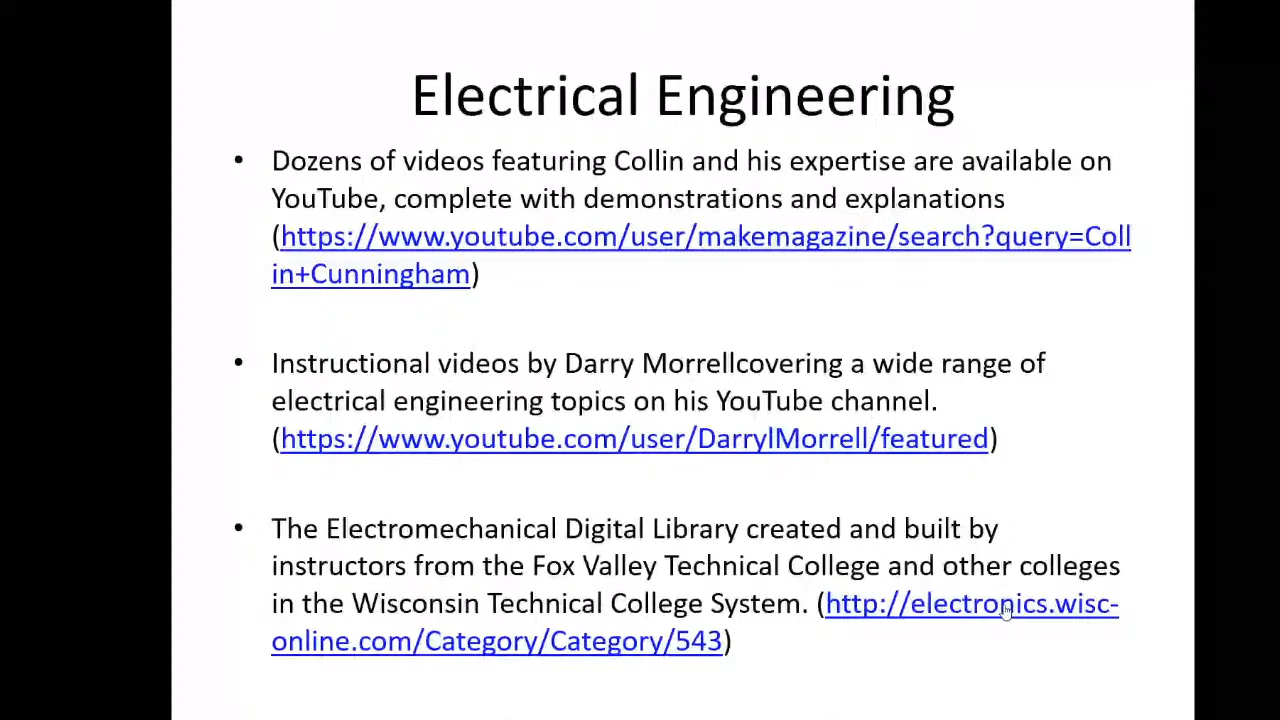 Electrical Engineering
• Dozens of videos featuring Collin and his expertise are available on
YouTube, complete with demonstrations and explanations
(https://www.youtube.com/user/makemagazine/search?query=Coll
in+Cunningham)
• Instructional videos by Darry Morrellcovering a wide range of
electrical engineering topics on his YouTube channel.
(https://www.youtube.com/user/DarrylMorrell/featured)
• The Electromechanical Digital Library created and built by
instructors from the Fox Valley Technical College and other colleges
in the Wisconsin Technical College System. (http://electronics.wisc-
online.com/Category/Category/543)